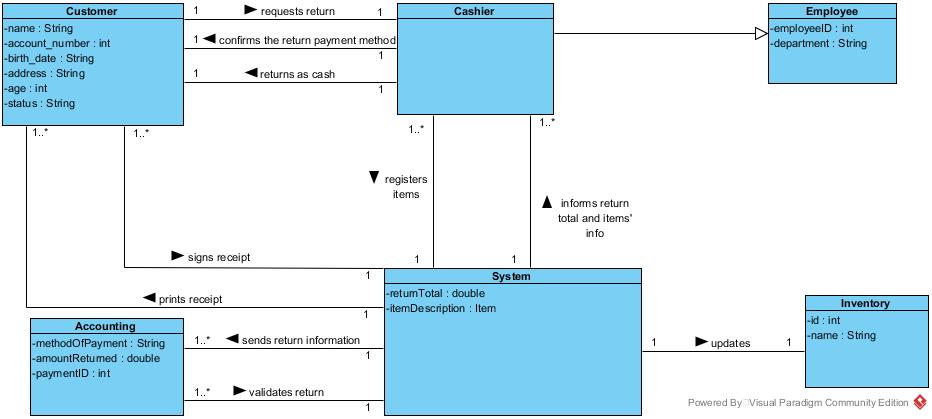 Customer
-name : String
-account_number : int
-birth_date : String
-address : String
-age : int
-status : String
1
requests return
1
1
confirms the return payment method
1
1
returns as cash
1
Cashier
Employee
-employeeID : int
-department : String
1..*
1..*
1..*
1..*
registers
items
informs return
total and items'
info
1
1
signs receipt
1
prints receipt
1
System
-returnTotal : double
-itemDescription : Item
Accounting
-methodOfPayment : String
-amountReturned : double
-paymentID : int
1..*
sends return information
1
1..*
validates return
1
1
updates
1
Inventory
-id : int
-name : String
Powered By Visual Paradigm Community Edition